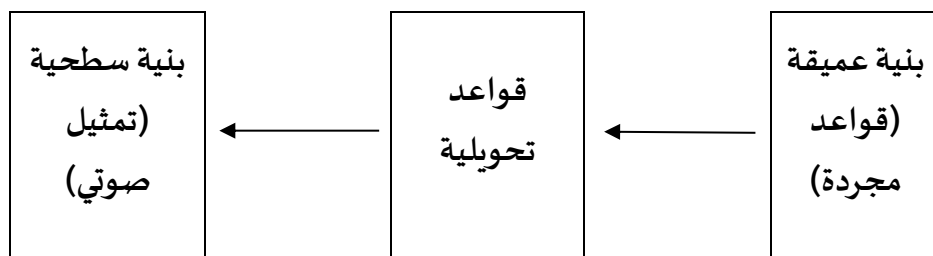 بنية عميقة
(قواعد
مجردة)
قواعد
تحويلية
بنية سطحية
(تمثيل
صوتي)